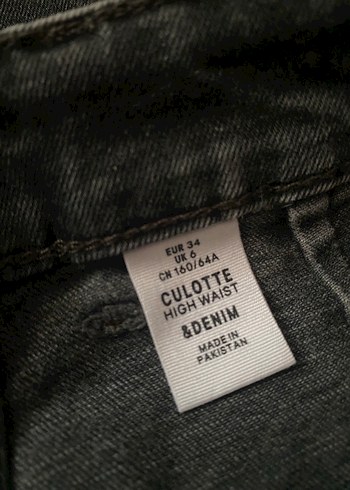 EUR 34
UK 6
CN 160/64A
CULOTTE
HIGH WAIST
&DENIM
MADE IN
PAKISTAN